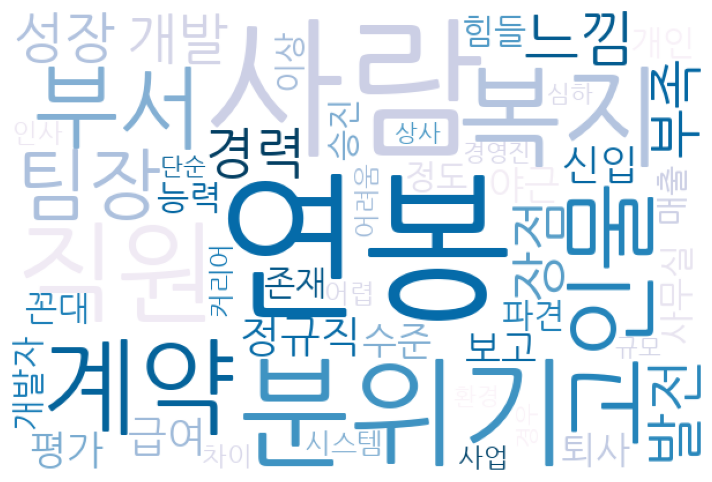 성장
개발
사람
힘들
느낌
개인
이상
부서
복지
부족
심하
인사
승진
상사
경력
경영진
팀장
단순
신입
능력
어려움
정도
야근
매출
연봉
인물
직원
장점
커리어
존재
어렵
사무실
꼰대
파견
정규직
수준
보고
규모
개발자
계약
분위기
고
발전
환경
평가
급여
차이
시스템
경우
사업
퇴사